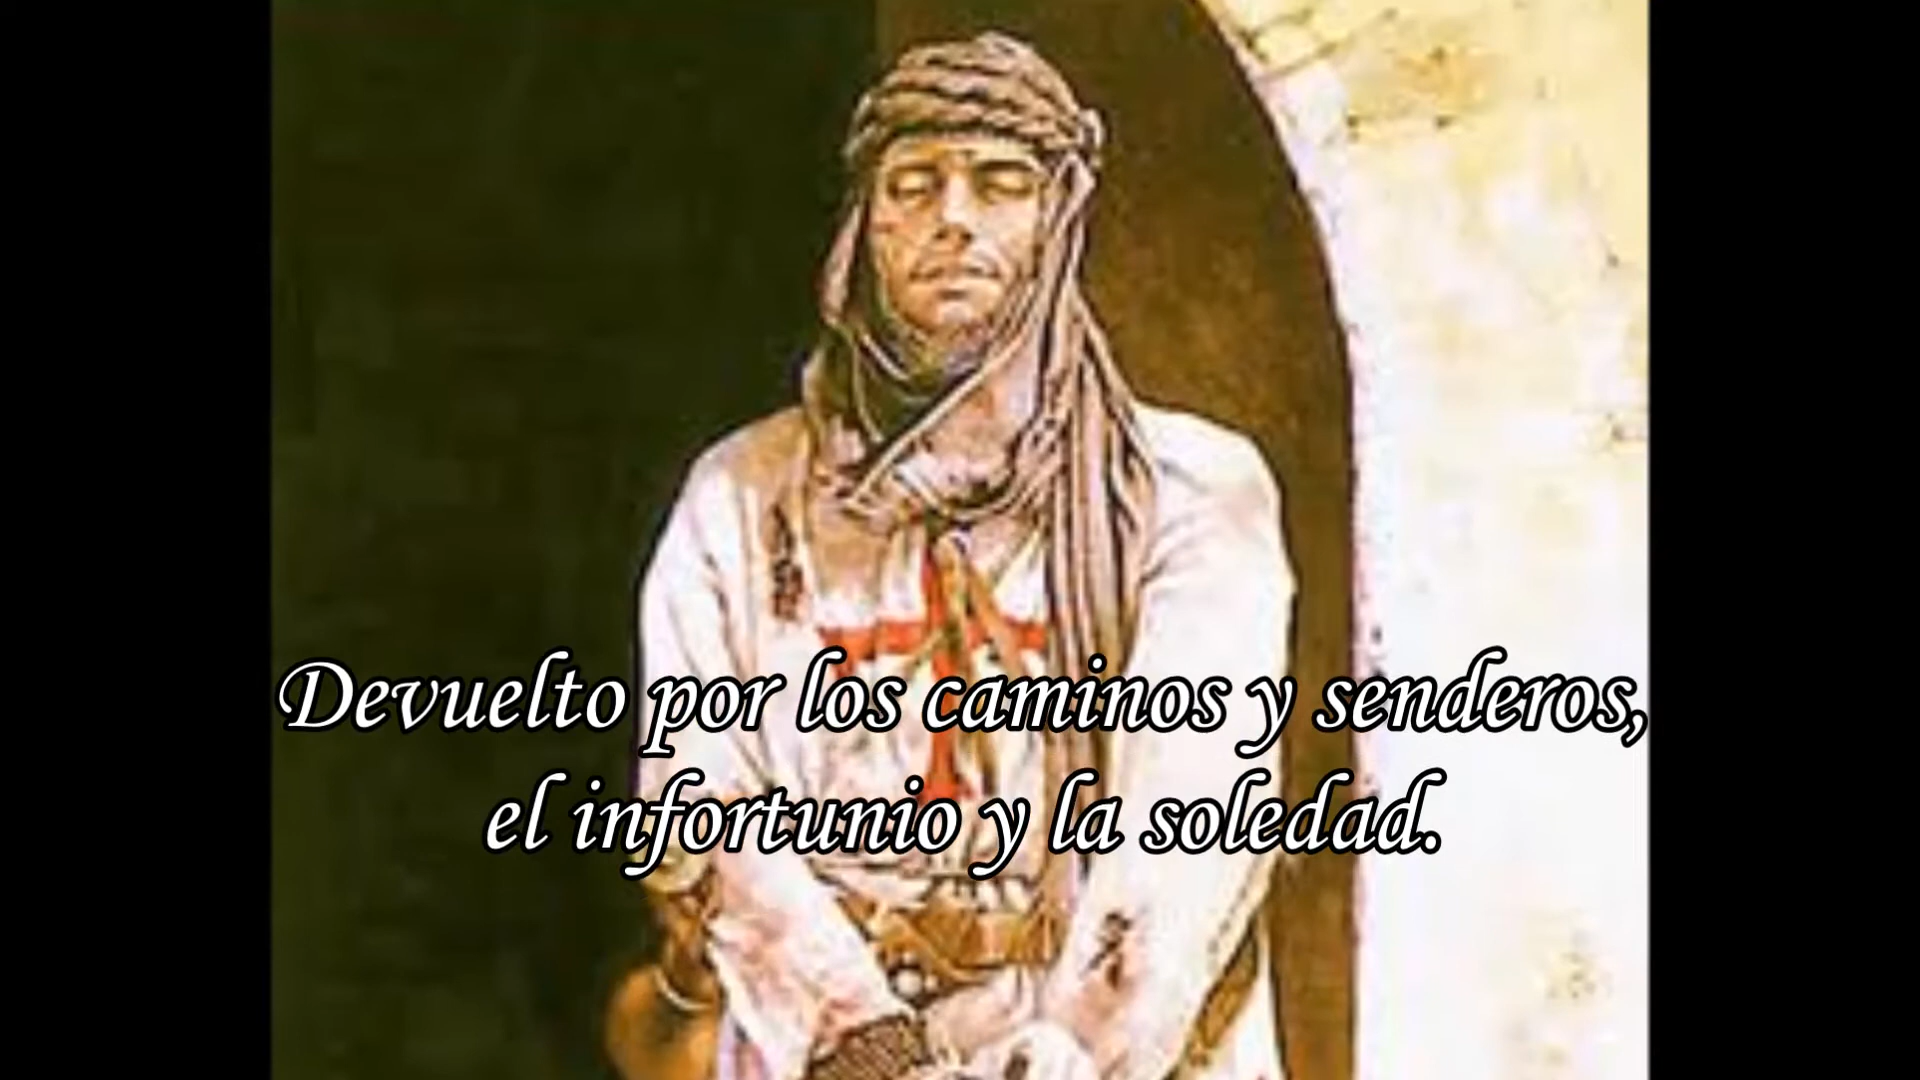 Devuelto por los caminos y senderos,
el infortunio y la soledad.